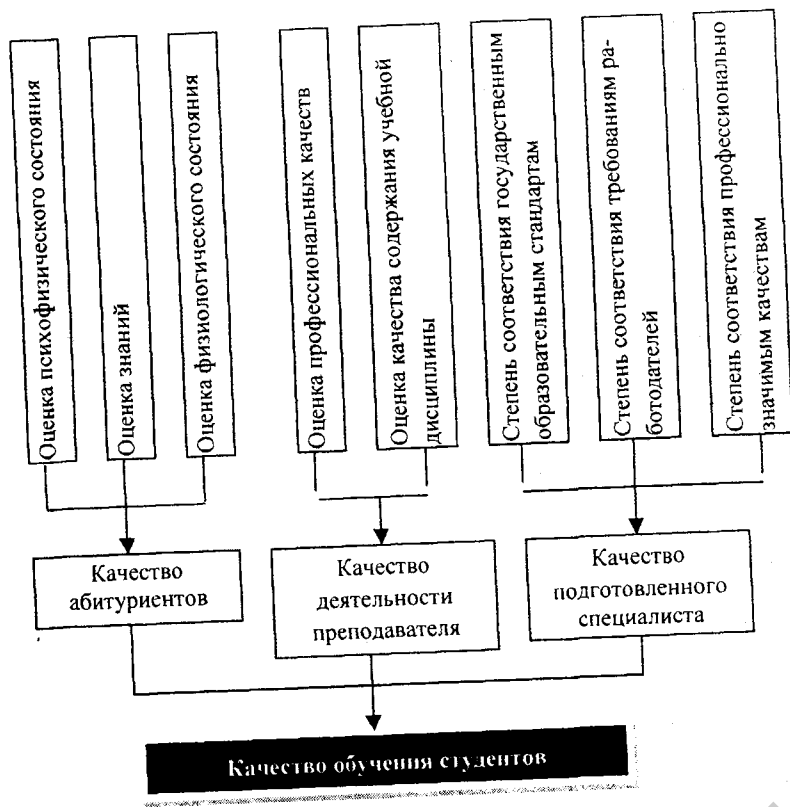 Оценка психофизического состояния
Оценка знаний
Оценка физиологического состояния
Оценка профессиональных качеств
Оценка качества содержания учебной
дисциплины
Степень соответствия государственным
образовательным стандартам
Степень соответствия требованиям ра-
ботодателей
Степень соответствия профессионально
значимым качествам
Качество
абитуриентов
Качество
деятельности
преподавателя
Качество
подготовленного
специалиста
Качество обучения студентов